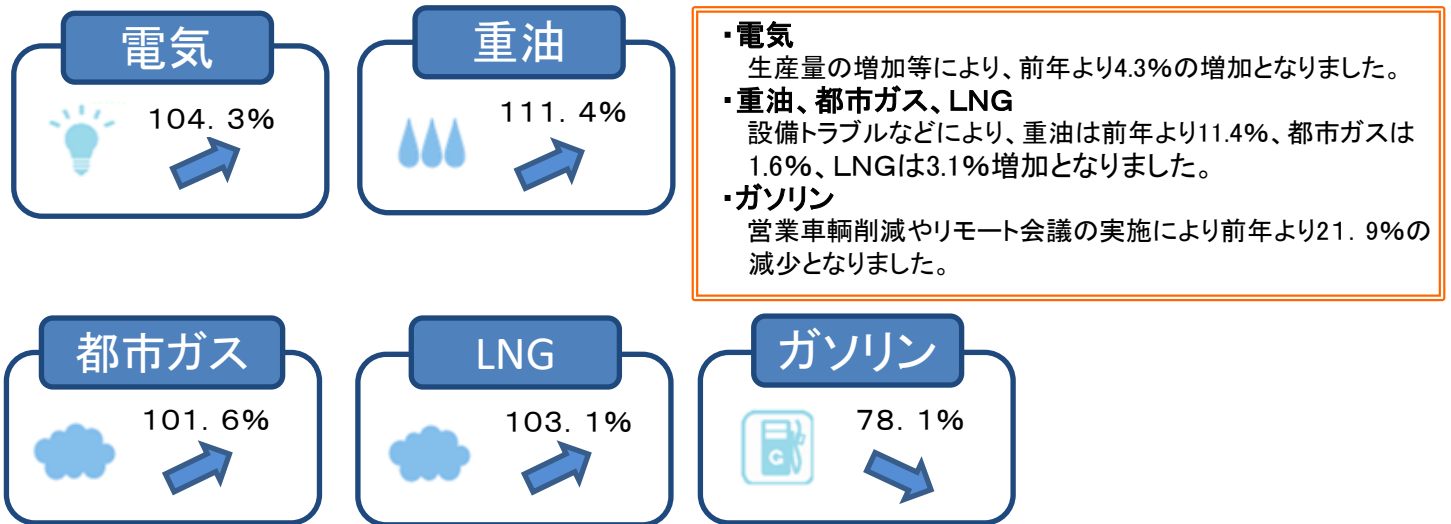 電気
104.3%
重油
111.4%
・電気
生産量の増加等により、前年より4.3%の増加となりました。
・重油、都市ガス、LNG
設備トラブルなどにより、重油は前年より11.4%、都市ガスは
1.6%、LNGは3.1%増加となりました。
・ガソリン
営業車輌削減やリモート会議の実施により前年より21.9%の
減少となりました。
都市ガス
101.6%
LNG
103.1%
ガソリン
G
78.1%